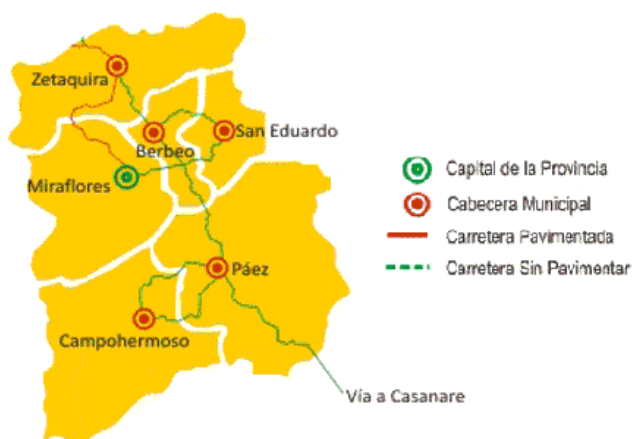 Zetaquira
San Eduardo
Berbeo
Miraflores
Páez
Campohermoso
Vía a Casanare
Capital de la Provincia
Cabecera Municipal
Carretera Pavimentada
Carretera Sin Pavimentar